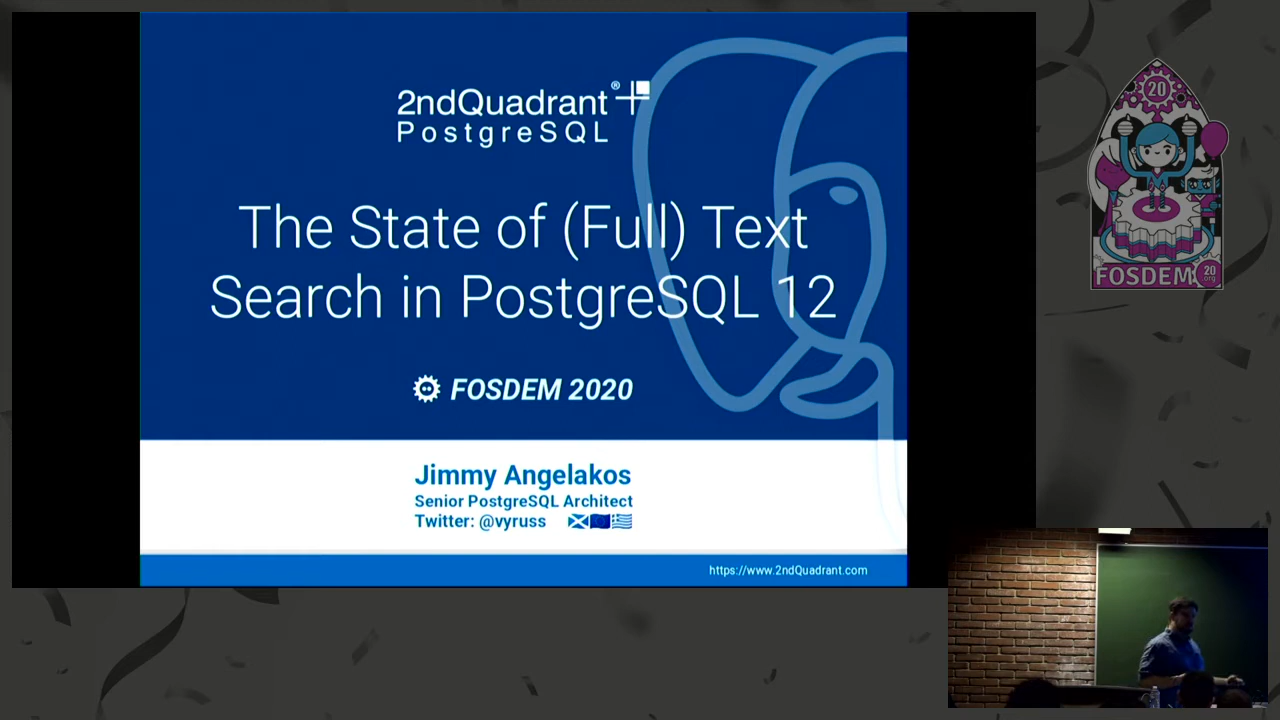 2ndQuadrant®
PostgreSQL
The State of (Full) Text
Search in PostgreSQL 12
FOSDEM 2020
Jimmy Angelakos
Senior PostgreSQL Architect
Twitter: @vyruss
https://www.2ndQuadrant.com
20
FOSDEM
20
.org